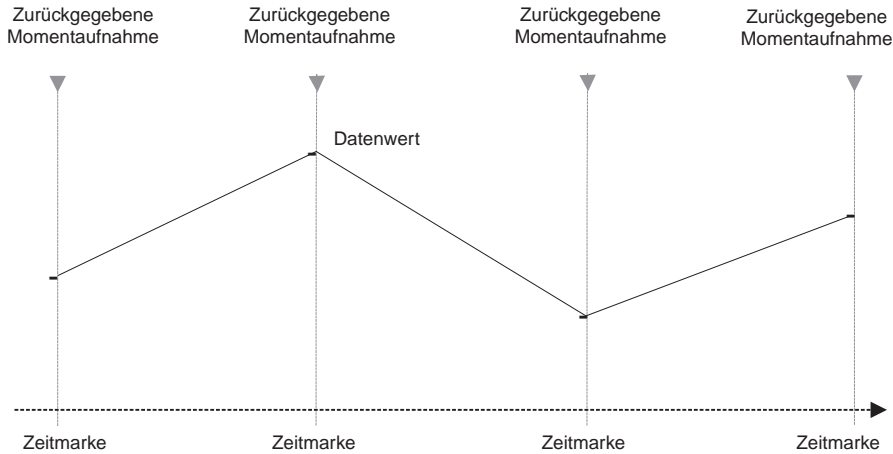 Zurückgegebene
Momentaufnahme
Zurückgegebene
Momentaufnahme
Zurückgegebene
Momentaufnahme
Zurückgegebene
Momentaufnahme
Datenwert
Zeitmarke
Zeitmarke
Zeitmarke
Zeitmarke